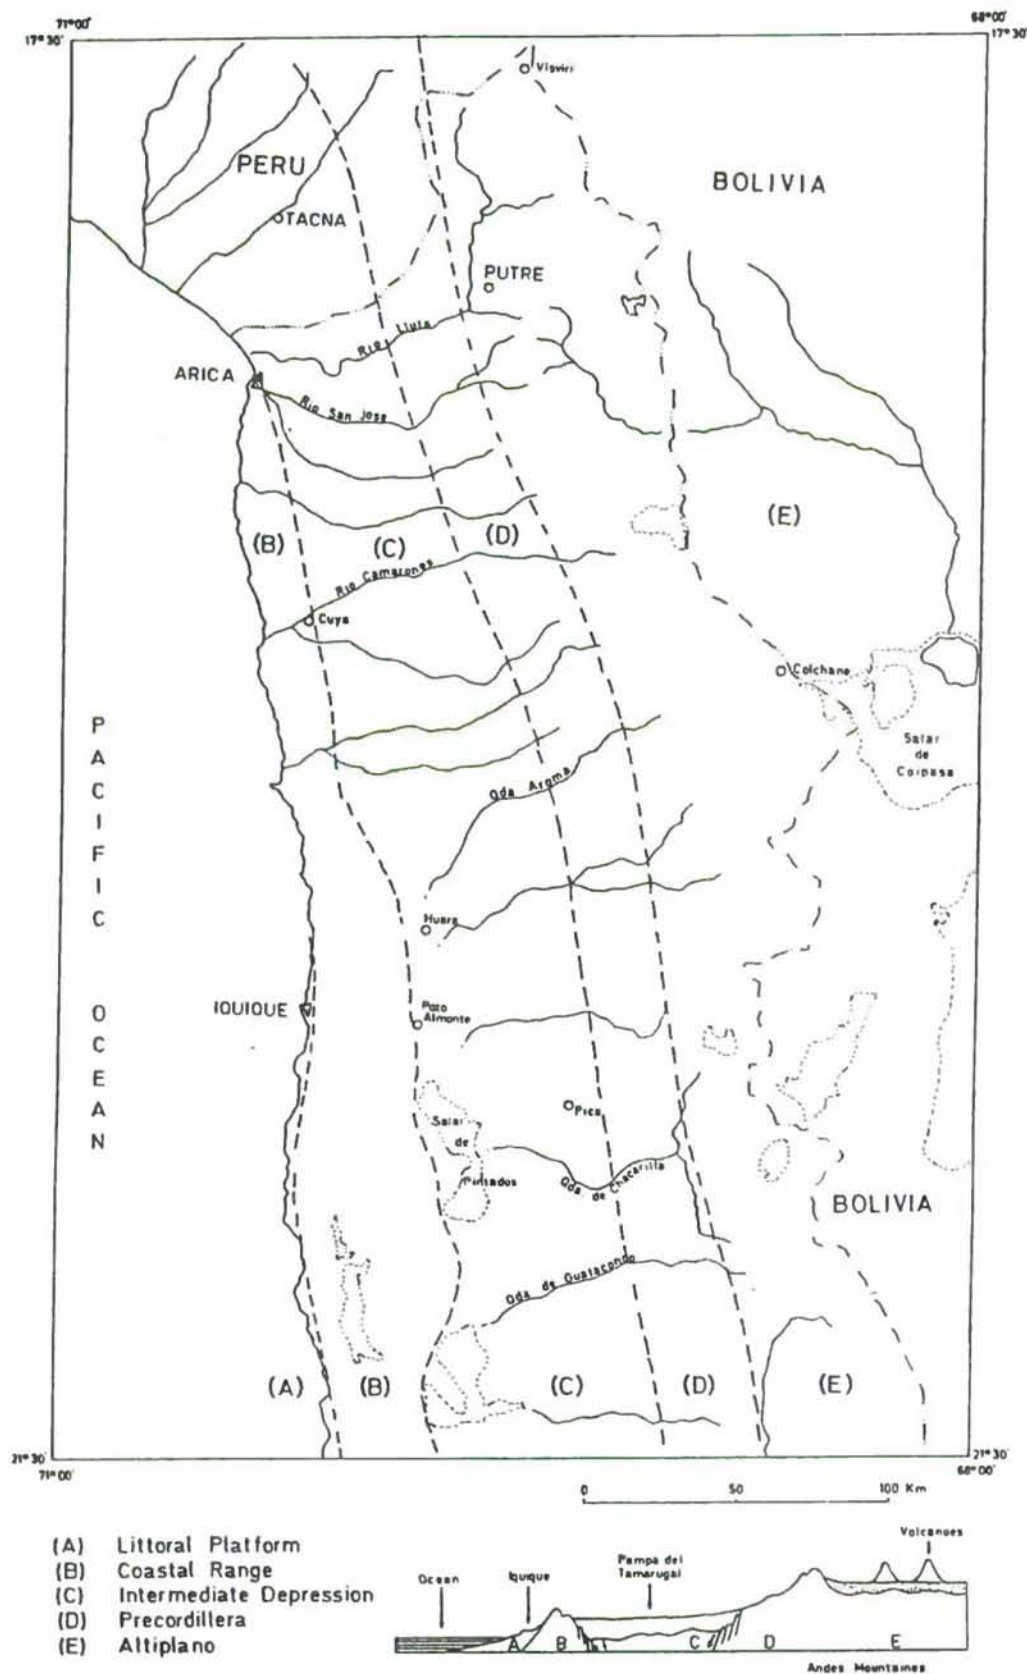 71°00'
68°00'
17°30'
17°30'
Visviri
PERU
BOLIVIA
TACNA
PUTRE
Rio Lluta
ARICA
Rio San Jose
(E)
(B)
(C)
(D)
Rio Camarones
Cuya
Colchane
PACIFIC OCEAN
Salar
de
Coipasa
Qda Aroma
Huara
IQUIQUE
Pozo
Almonte
Pica
Salar
de
Pintados
Qda. de Chacarilla
BOLIVIA
Qda de Guatacondo
(A)
(B)
(C)
(D)
(E)
21°30'
21°30'
71°00'
68°00'
0 50 100 Km
(A) Littoral Platform
(B) Coastal Range
(C) Intermediate Depression
(D) Precordillera
(E) Altiplano
Volcanoes
Ocean
Iquique
Pampa del
Tamarugal
A B C D E
Andes Mountaines